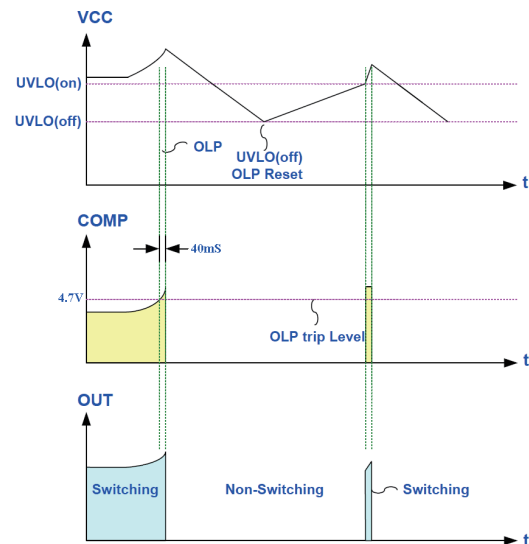 VCC
UVLO(on)
UVLO(off)
OLP
UVLO(off)
OLP Reset
t
COMP
40mS
4.7V
OLP trip Level
t
OUT
Switching
Non-Switching
Switching
t